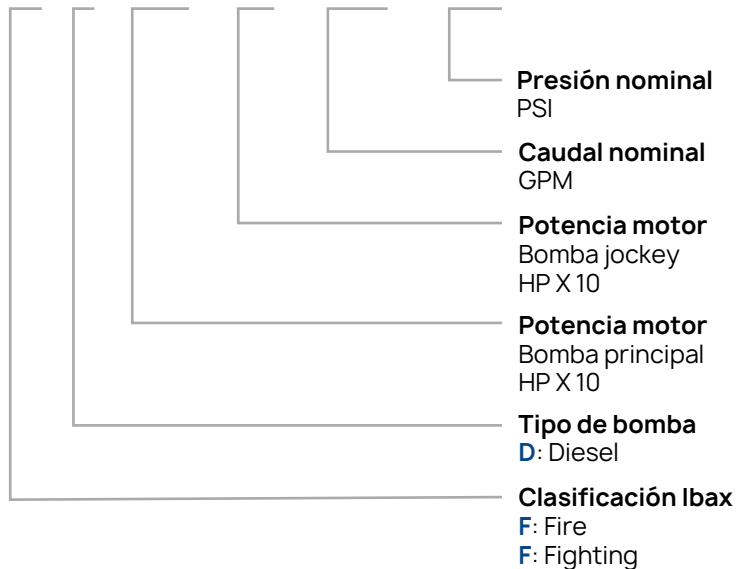 Presión nominal
PSI
Caudal nominal
GPM
Potencia motor
Bomba jockey
HP X 10
Potencia motor
Bomba principal
HP X 10
Tipo de bomba
D: Diesel
Clasificación Ibax
F: Fire
F: Fighting